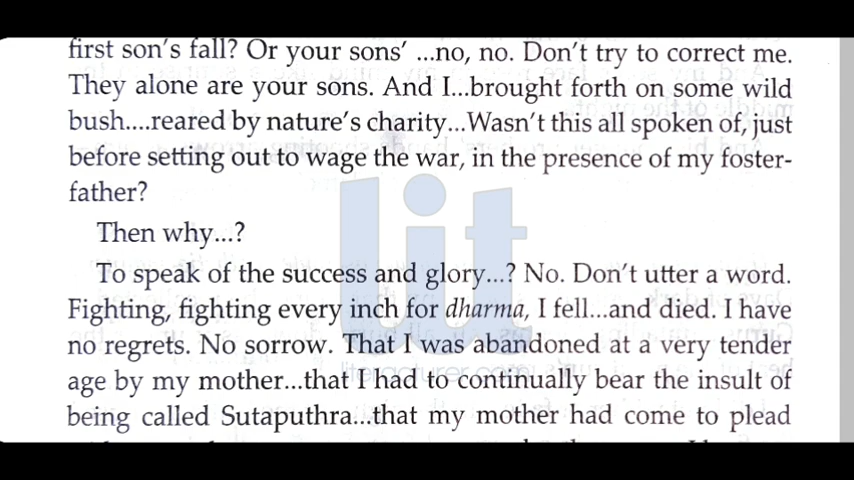 first son's fall? Or your sons' ...no, no. Don't try to correct me.
They alone are your sons. And I...brought forth on some wild
bush....reared by nature's charity...Wasn't this all spoken of, just
before setting out to wage the war, in the presence of my foster-
father?
Then why...?
To speak of the success and glory...? No. Don't utter a word.
Fighting, fighting every inch for dharma, I fell...and died. I have
no regrets. No sorrow. That I was abandoned at a very tender
age by my mother...that I had to continually bear the insult of
being called Sutaputhra...that my mother had come to plead
lit